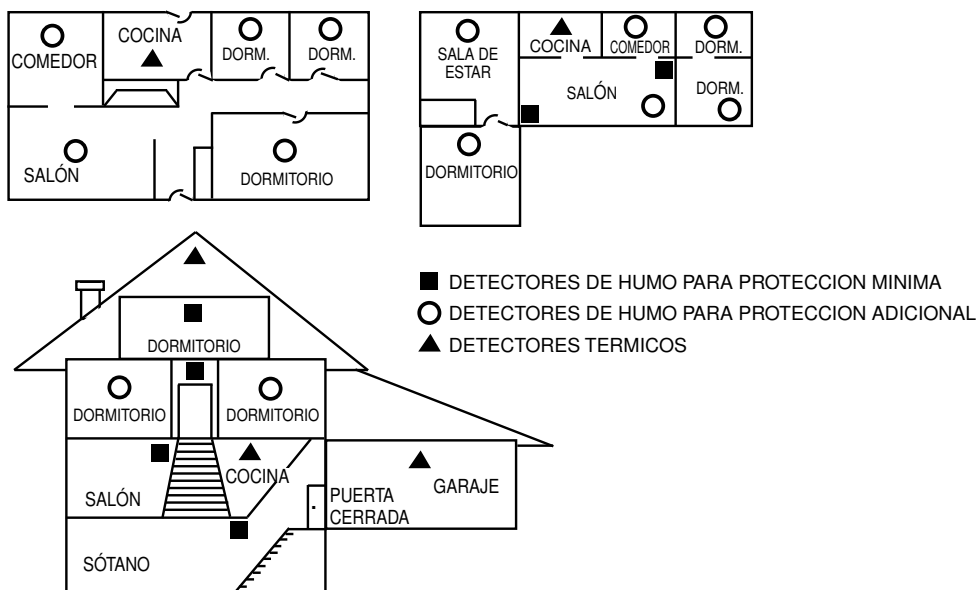 COMEDOR
COCINA
DORM.
DORM.
SALÓN
DORMITORIO
SALA DE
ESTAR
COCINA
COMEDOR
DORM.
SALÓN
DORM.
DORMITORIO
DORMITORIO
DORMITORIO
DORMITORIO
SALÓN
COCINA
PUERTA
CERRADA
GARAJE
SÓTANO
DETECTORES DE HUMO PARA PROTECCION MINIMA
DETECTORES DE HUMO PARA PROTECCION ADICIONAL
DETECTORES TERMICOS